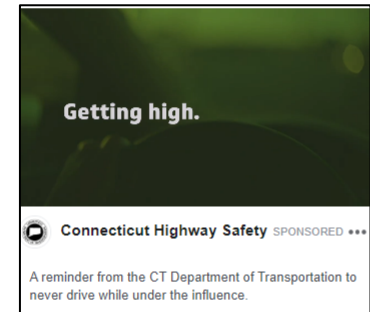 Getting high.
Connecticut Highway Safety SPONSORED •••
A reminder from the CT Department of Transportation to
never drive while under the influence.